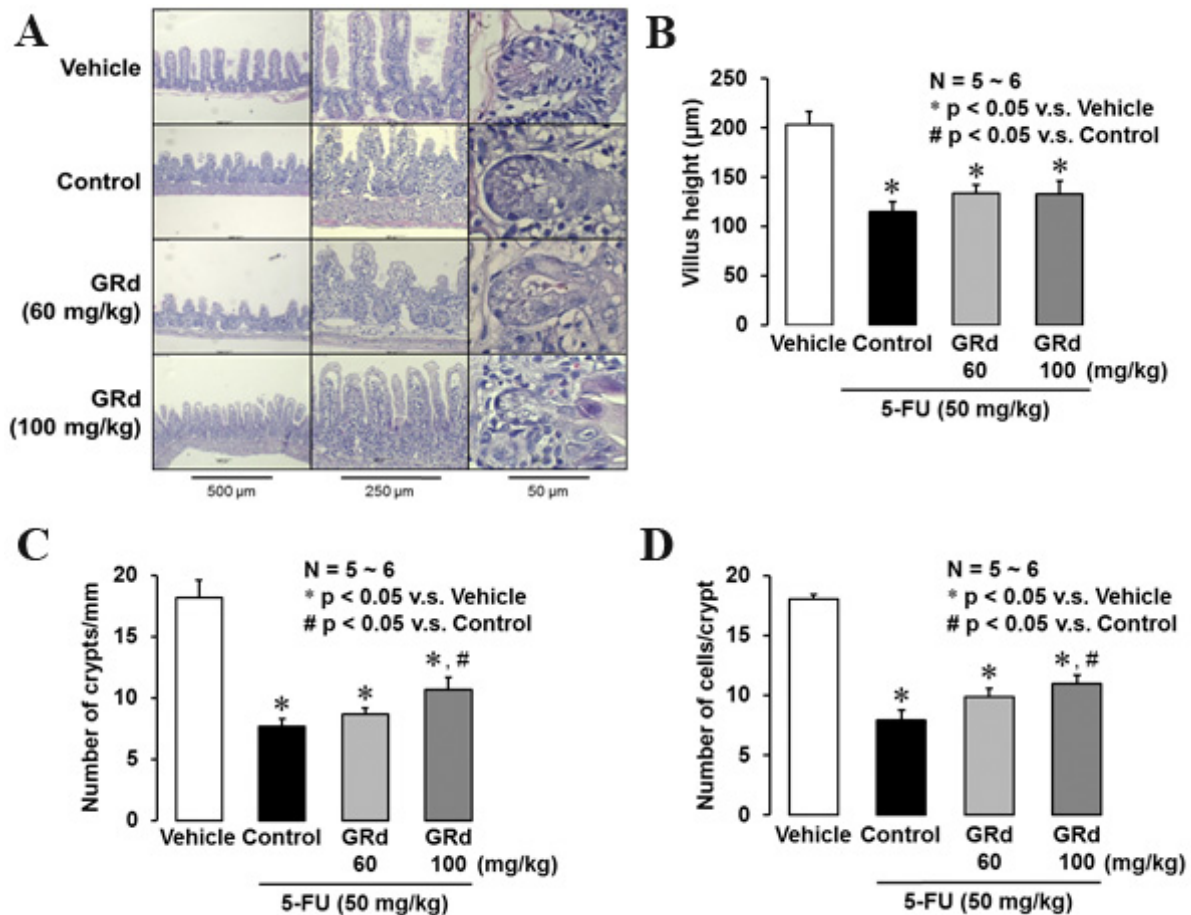 A
Vehicle
Control
GRd
(60 mg/kg)
GRd
(100 mg/kg)
500 µm
250 µm
50 µm
B
N = 5 ~ 6
* p < 0.05 v.s. Vehicle
# p < 0.05 v.s. Control
Villus height (µm)
250
200
150
100
50
0
*
*
*
Vehicle
Control
GRd
60
GRd
100
(mg/kg)
5-FU (50 mg/kg)
C
N = 5 ~ 6
* p < 0.05 v.s. Vehicle
# p < 0.05 v.s. Control
Number of crypts/mm
20
15
10
5
0
*
*
*, #
Vehicle
Control
GRd
60
GRd
100
(mg/kg)
5-FU (50 mg/kg)
D
N = 5 ~ 6
* p < 0.05 v.s. Vehicle
# p < 0.05 v.s. Control
Number of cells/crypt
20
15
10
5
0
*
*
*, #
Vehicle
Control
GRd
60
GRd
100
(mg/kg)
5-FU (50 mg/kg)